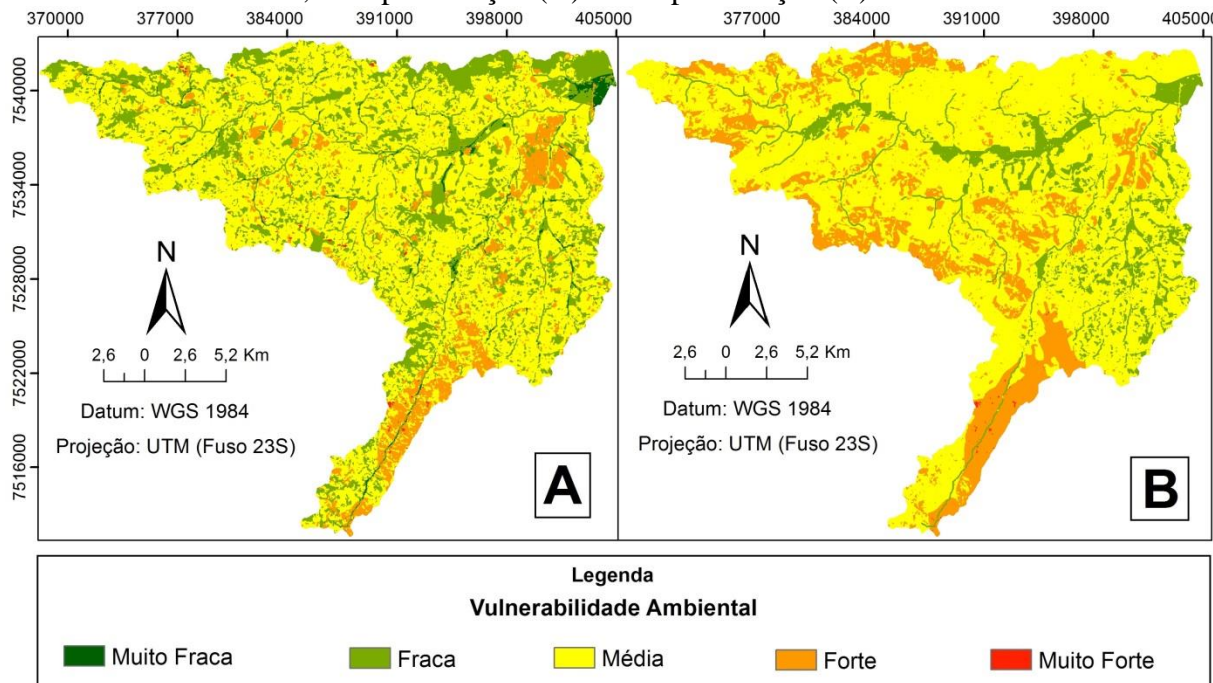 370000 377000 384000 391000 398000 405000 377000 384000 391000 398000 405000
7540000
7534000
7528000
7522000
7516000
N
2,6 0 2,6 5,2 Km
Datum: WGS 1984
Projeção: UTM (Fuso 23S)
A
N
2,6 0 2,6 5,2 Km
Datum: WGS 1984
Projeção: UTM (Fuso 23S)
B
Legenda
Vulnerabilidade Ambiental
Muito Fraca Fraca Média Forte Muito Forte